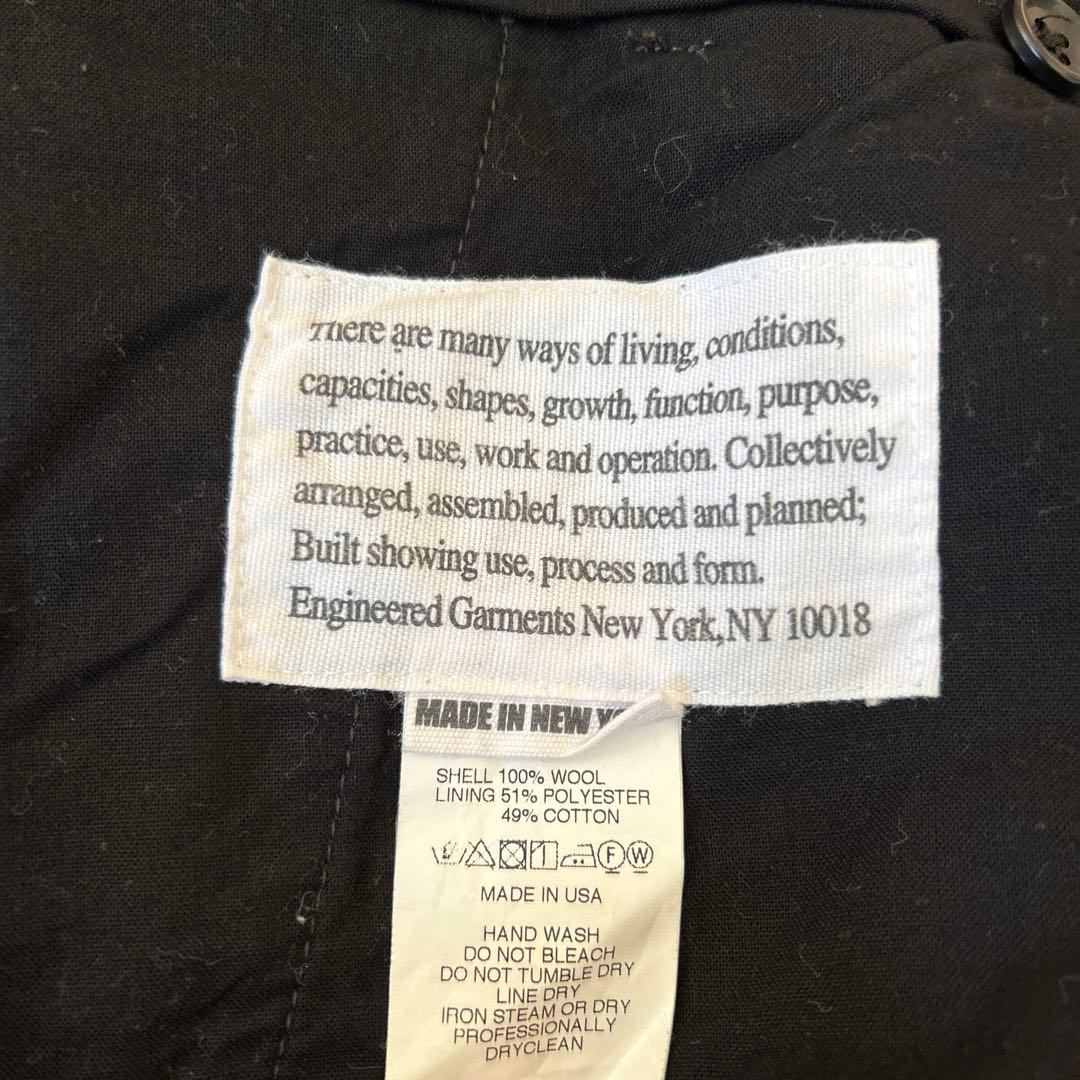 There are many ways of living, conditions,
capacities, shapes, growth, function, purpose,
practice, use, work and operation. Collectively
arranged, assembled, produced and planned;
Built showing use, process and form.
Engineered Garments New York,NY 10018
MADE IN NEW
SHELL 100% WOOL
LINING 51% POLYESTER
49% COTTON
F W
MADE IN USA
HAND WASH
DO NOT BLEACH
DO NOT TUMBLE DRY
LINE DRY
IRON STEAM OR DRY
PROFESSIONALLY
DRYCLEAN